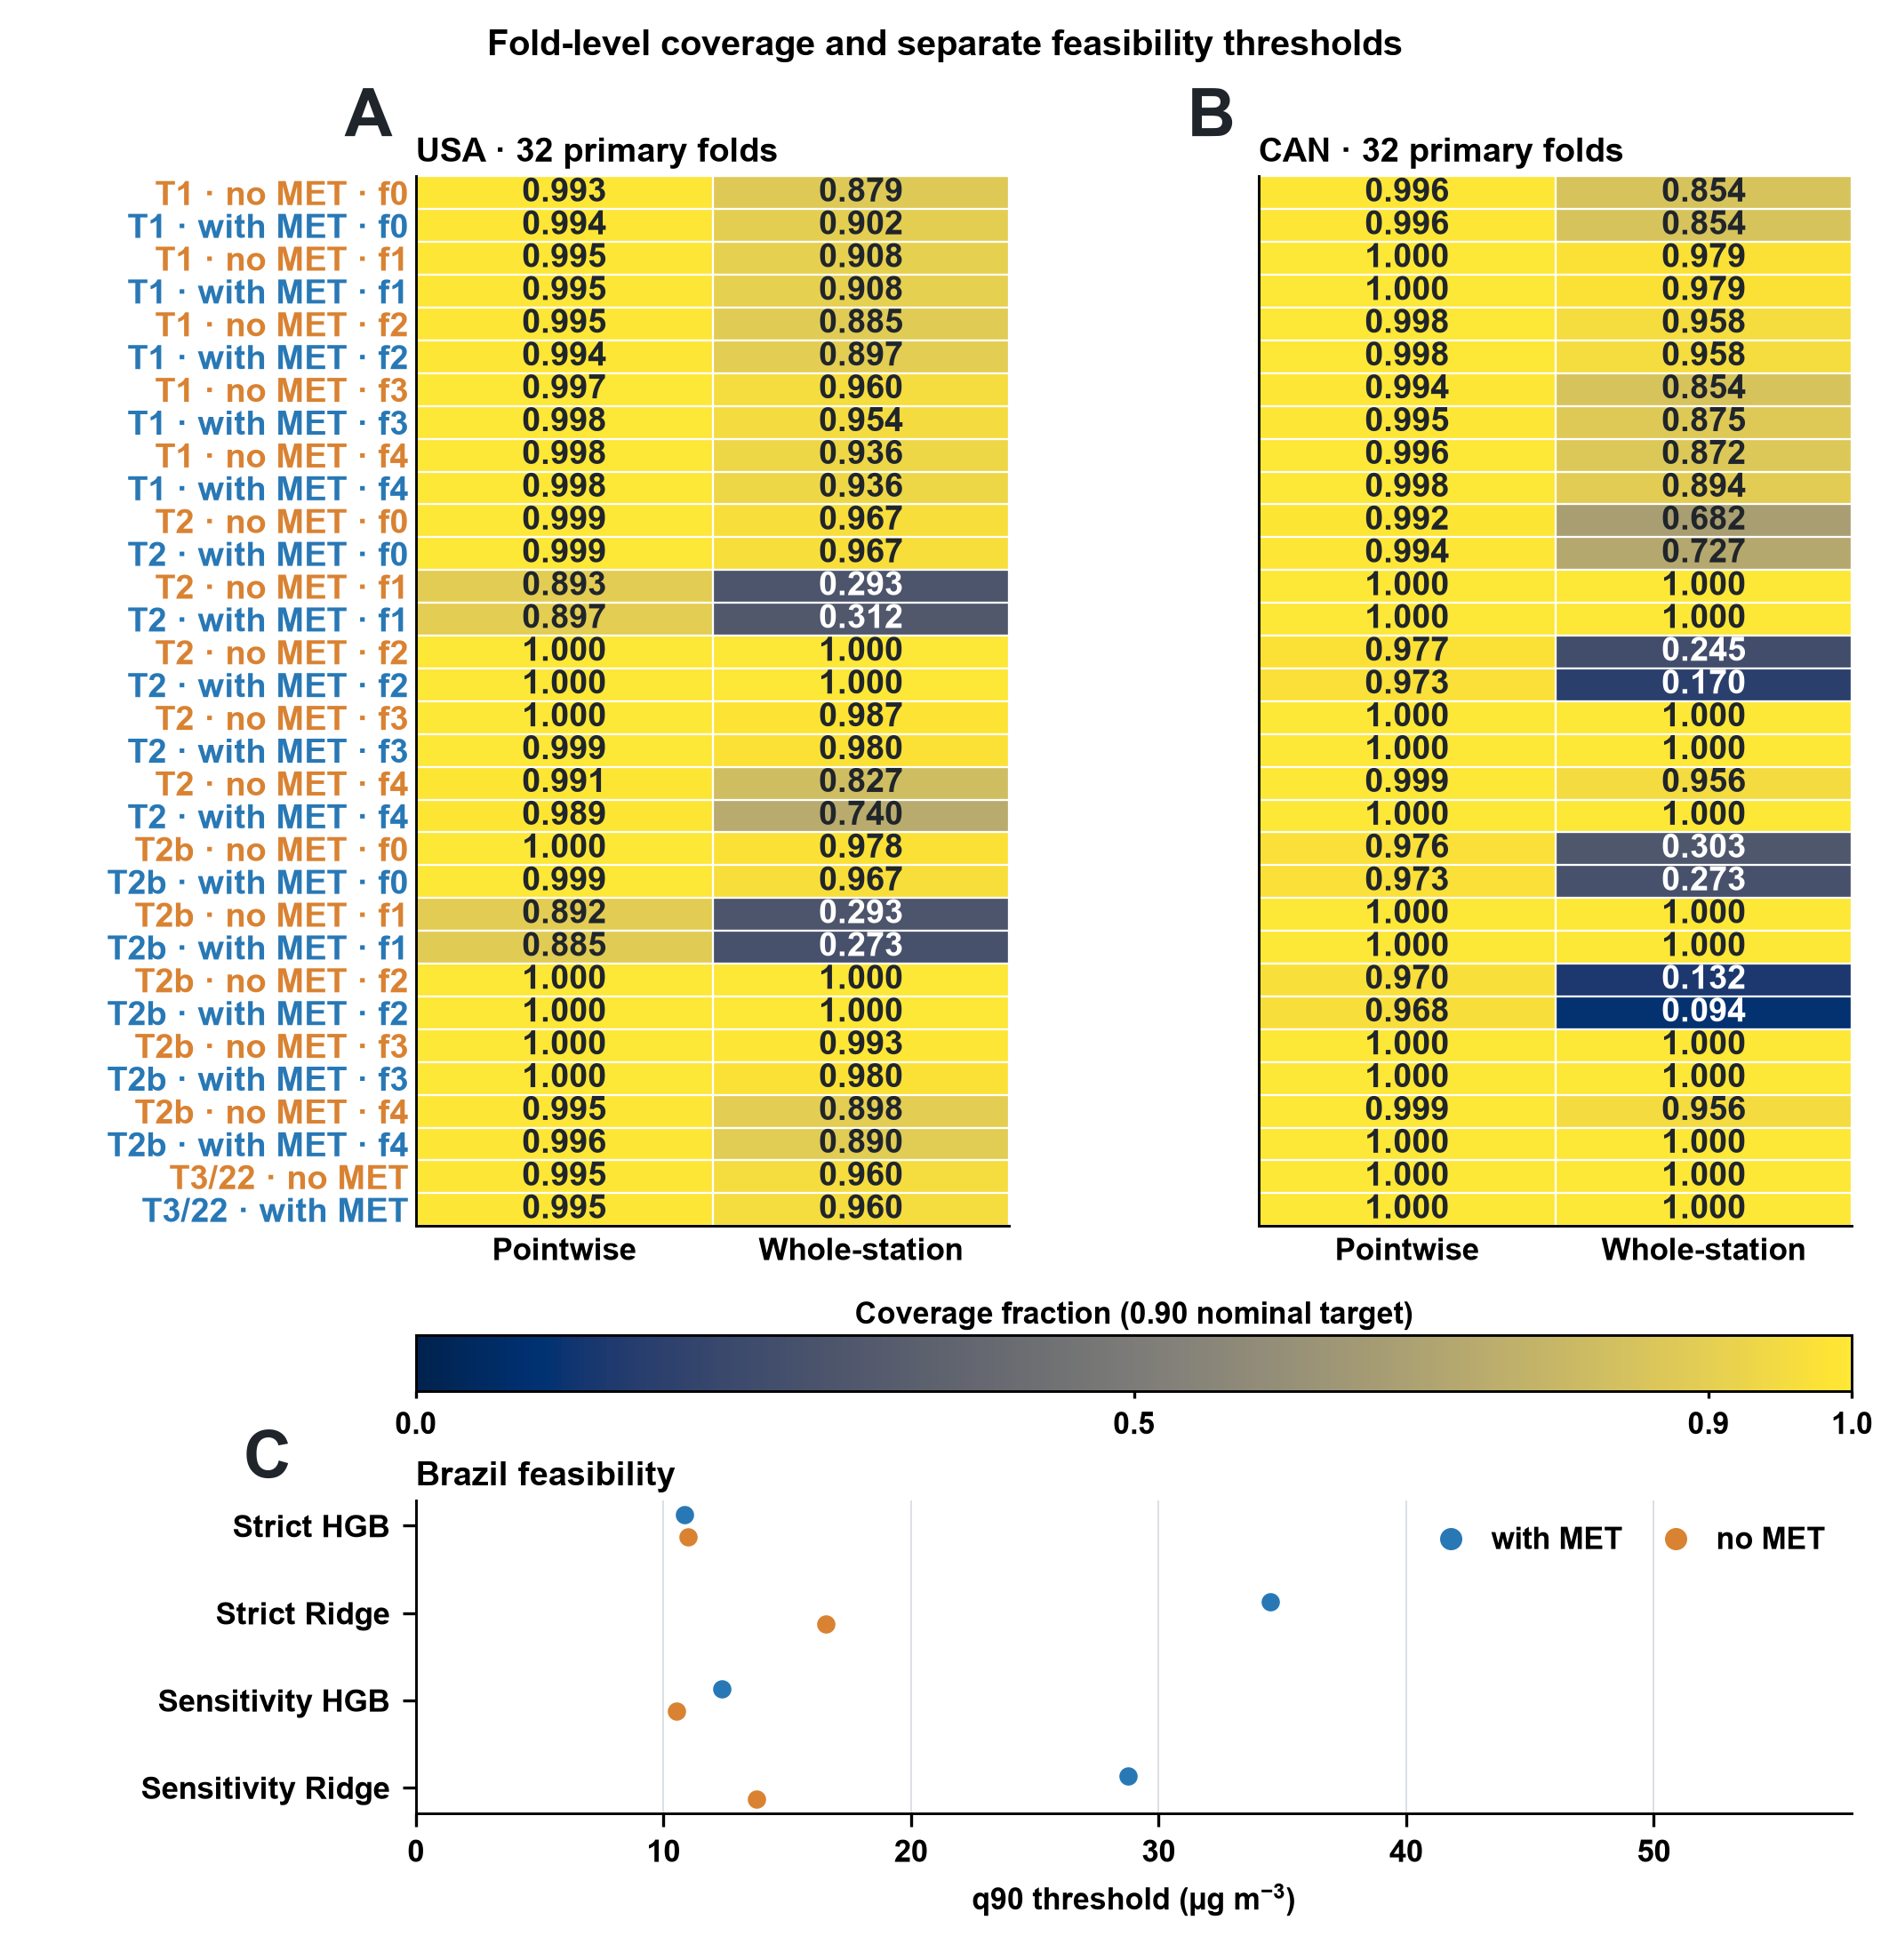 Fold-level coverage and separate feasibility thresholds
A
B
USA · 32 primary folds
CAN · 32 primary folds
T1 · no MET · f0 0.993 0.879 0.996 0.854
T1 · with MET · f0 0.994 0.902 0.996 0.854
T1 · no MET · f1 0.995 0.908 1.000 0.979
T1 · with MET · f1 0.995 0.908 1.000 0.979
T1 · no MET · f2 0.995 0.885 0.998 0.958
T1 · with MET · f2 0.994 0.897 0.998 0.958
T1 · no MET · f3 0.997 0.960 0.994 0.854
T1 · with MET · f3 0.998 0.954 0.995 0.875
T1 · no MET · f4 0.998 0.936 0.996 0.872
T1 · with MET · f4 0.998 0.936 0.998 0.894
T2 · no MET · f0 0.999 0.967 0.992 0.682
T2 · with MET · f0 0.999 0.967 0.994 0.727
T2 · no MET · f1 0.893 0.293 1.000 1.000
T2 · with MET · f1 0.897 0.312 1.000 1.000
T2 · no MET · f2 1.000 1.000 0.977 0.245
T2 · with MET · f2 1.000 1.000 0.973 0.170
T2 · no MET · f3 1.000 0.987 1.000 1.000
T2 · with MET · f3 0.999 0.980 1.000 1.000
T2 · no MET · f4 0.991 0.827 0.999 0.956
T2 · with MET · f4 0.989 0.740 1.000 1.000
T2b · no MET · f0 1.000 0.978 0.976 0.303
T2b · with MET · f0 0.999 0.967 0.973 0.273
T2b · no MET · f1 0.892 0.293 1.000 1.000
T2b · with MET · f1 0.885 0.273 1.000 1.000
T2b · no MET · f2 1.000 1.000 0.970 0.132
T2b · with MET · f2 1.000 1.000 0.968 0.094
T2b · no MET · f3 1.000 0.993 1.000 1.000
T2b · with MET · f3 1.000 0.980 1.000 1.000
T2b · no MET · f4 0.995 0.898 0.999 0.956
T2b · with MET · f4 0.996 0.890 1.000 1.000
T3/22 · no MET 0.995 0.960 1.000 1.000
T3/22 · with MET 0.995 0.960 1.000 1.000
Pointwise Whole-station Pointwise Whole-station
Coverage fraction (0.90 nominal target)
0.0 0.5 0.9 1.0
C
Brazil feasibility
Strict HGB
with MET no MET
Strict Ridge
Sensitivity HGB
Sensitivity Ridge
0 10 20 30 40 50
q90 threshold (µg m⁻³)